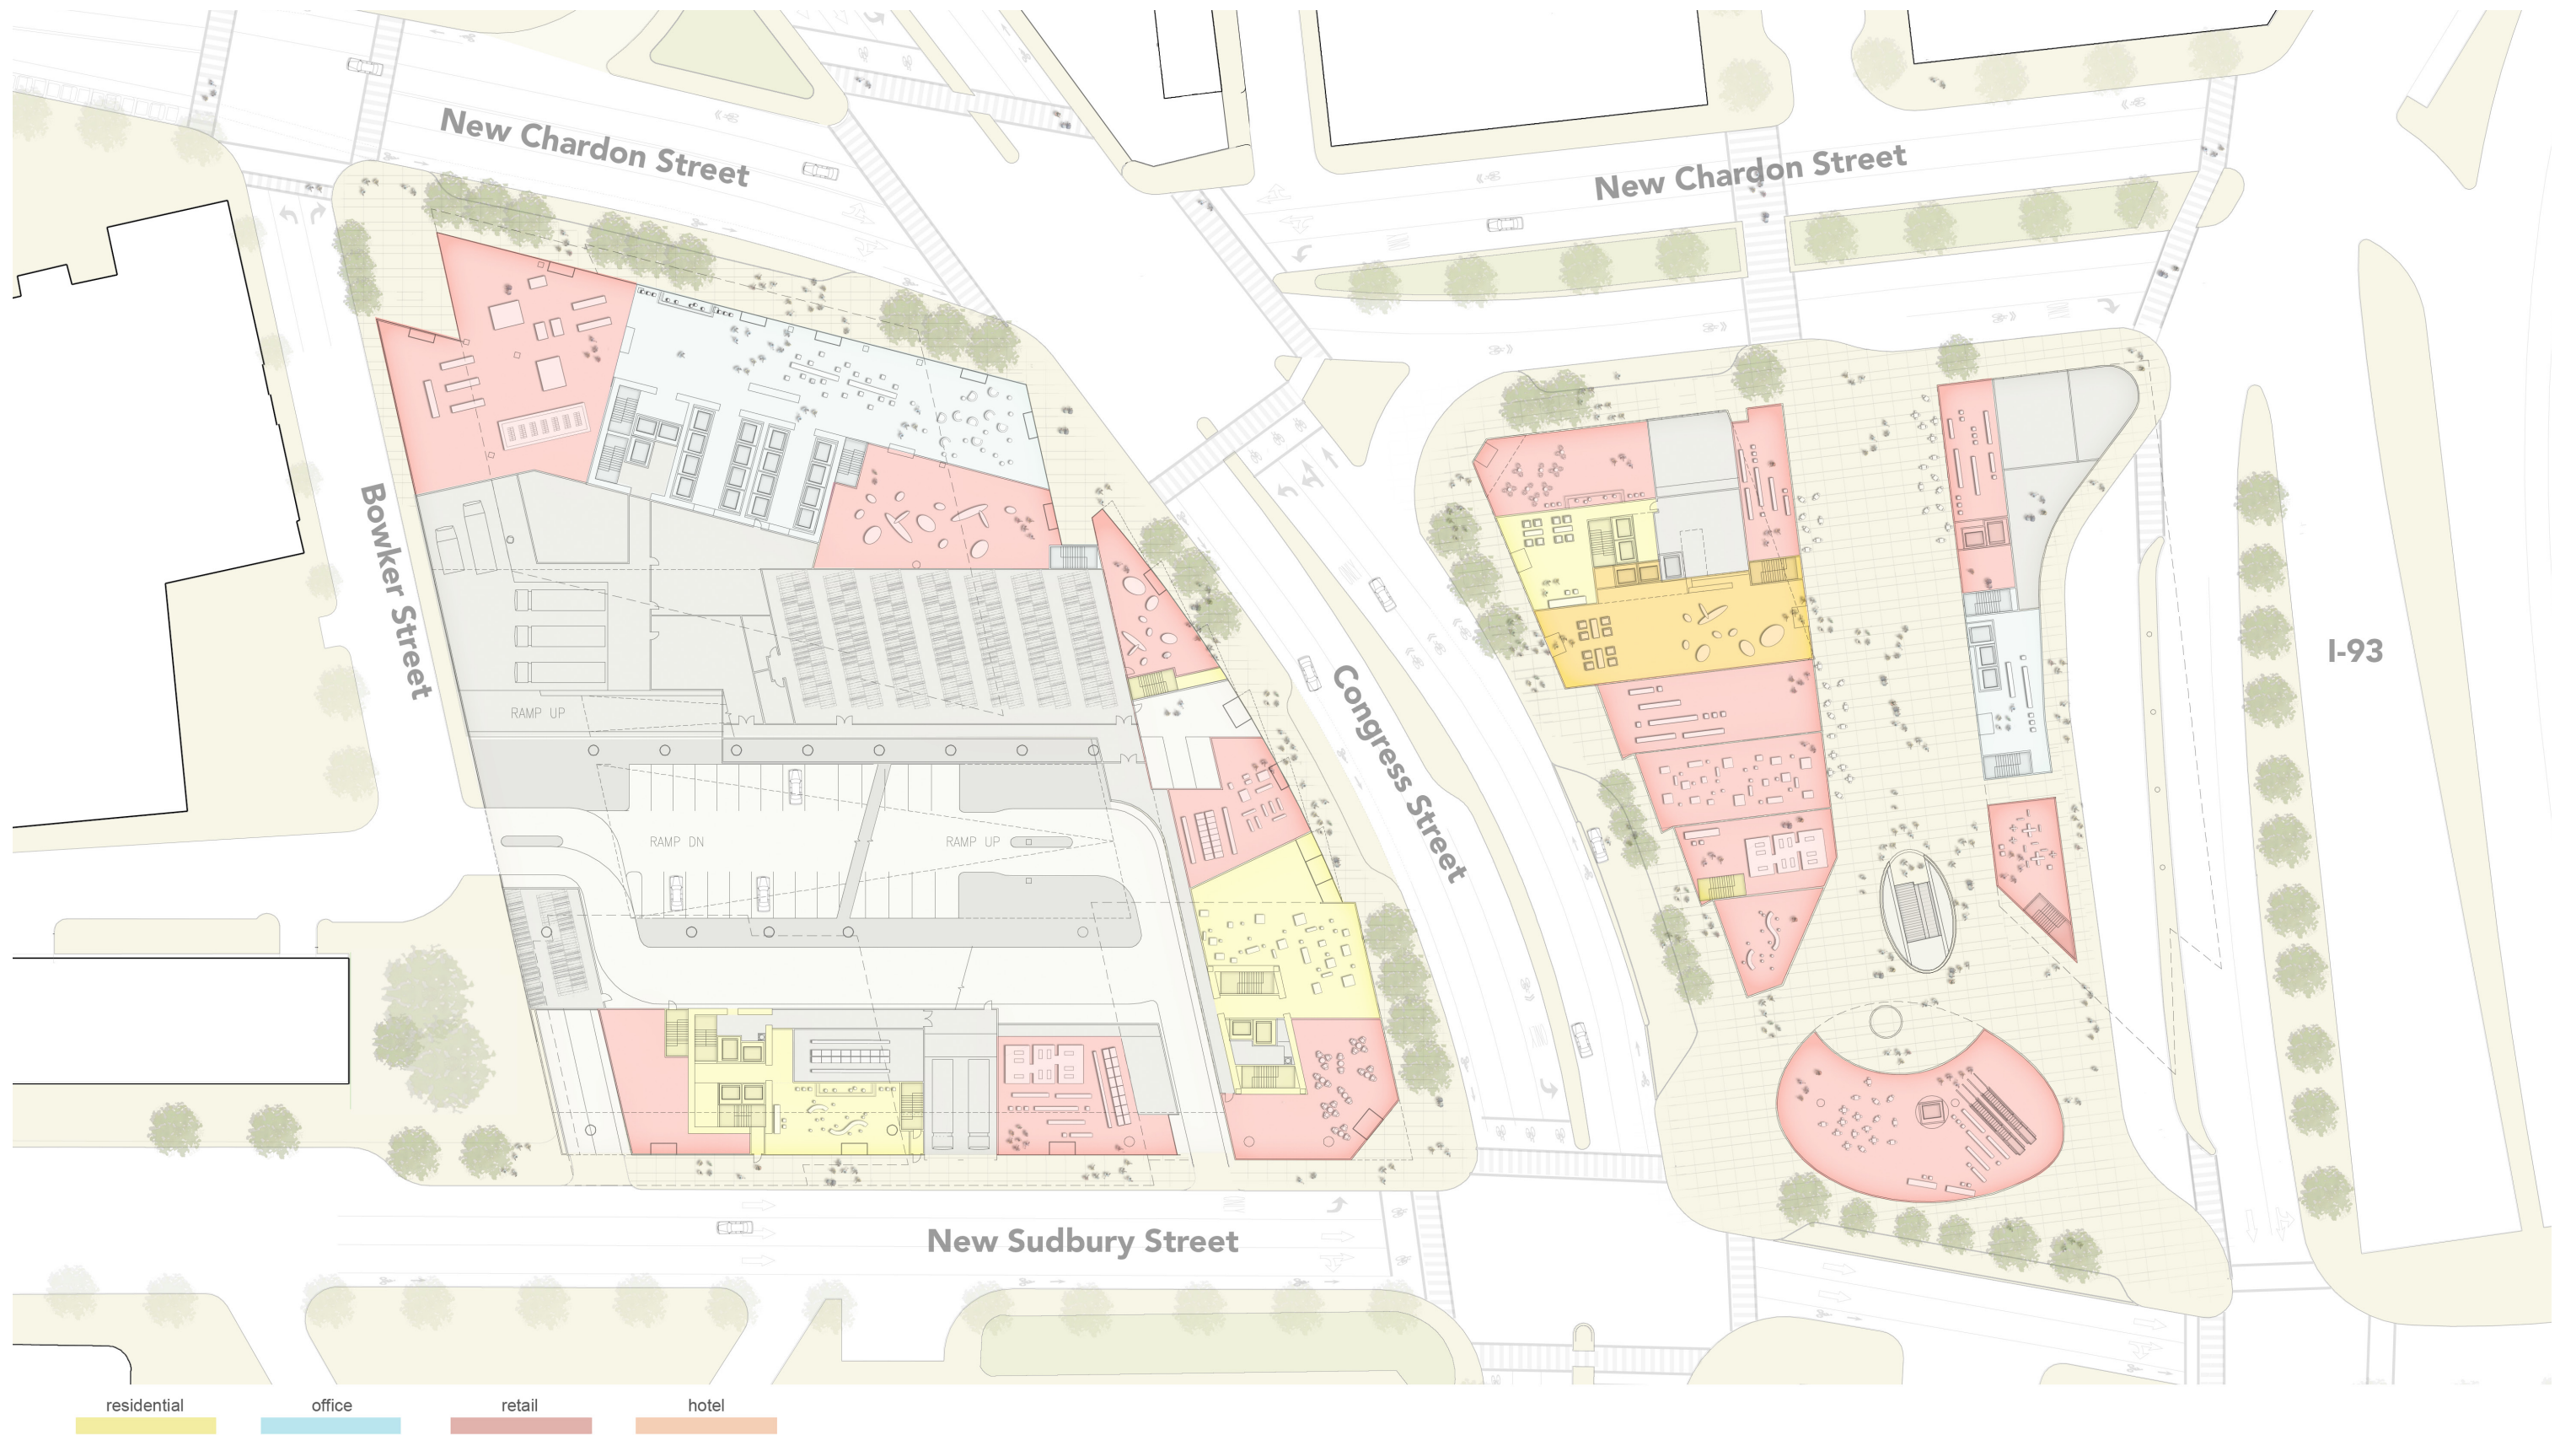 New Chardon Street
New Chardon Street
Bowker Street
Congress Street
I-93
RAMP UP
RAMP DN
RAMP UP
New Sudbury Street
residential
office
retail
hotel